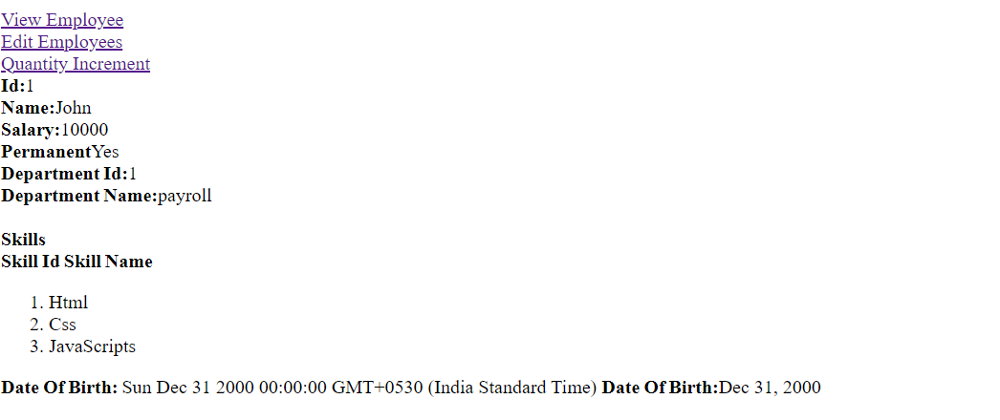 View Employee
Edit Employees
Quantity Increment
Id:1
Name:John
Salary:10000
PermanentYes
Department Id:1
Department Name:payroll
Skills
Skill Id Skill Name
1. Html
2. Css
3. JavaScripts
Date Of Birth: Sun Dec 31 2000 00:00:00 GMT+0530 (India Standard Time) Date Of Birth:Dec 31, 2000